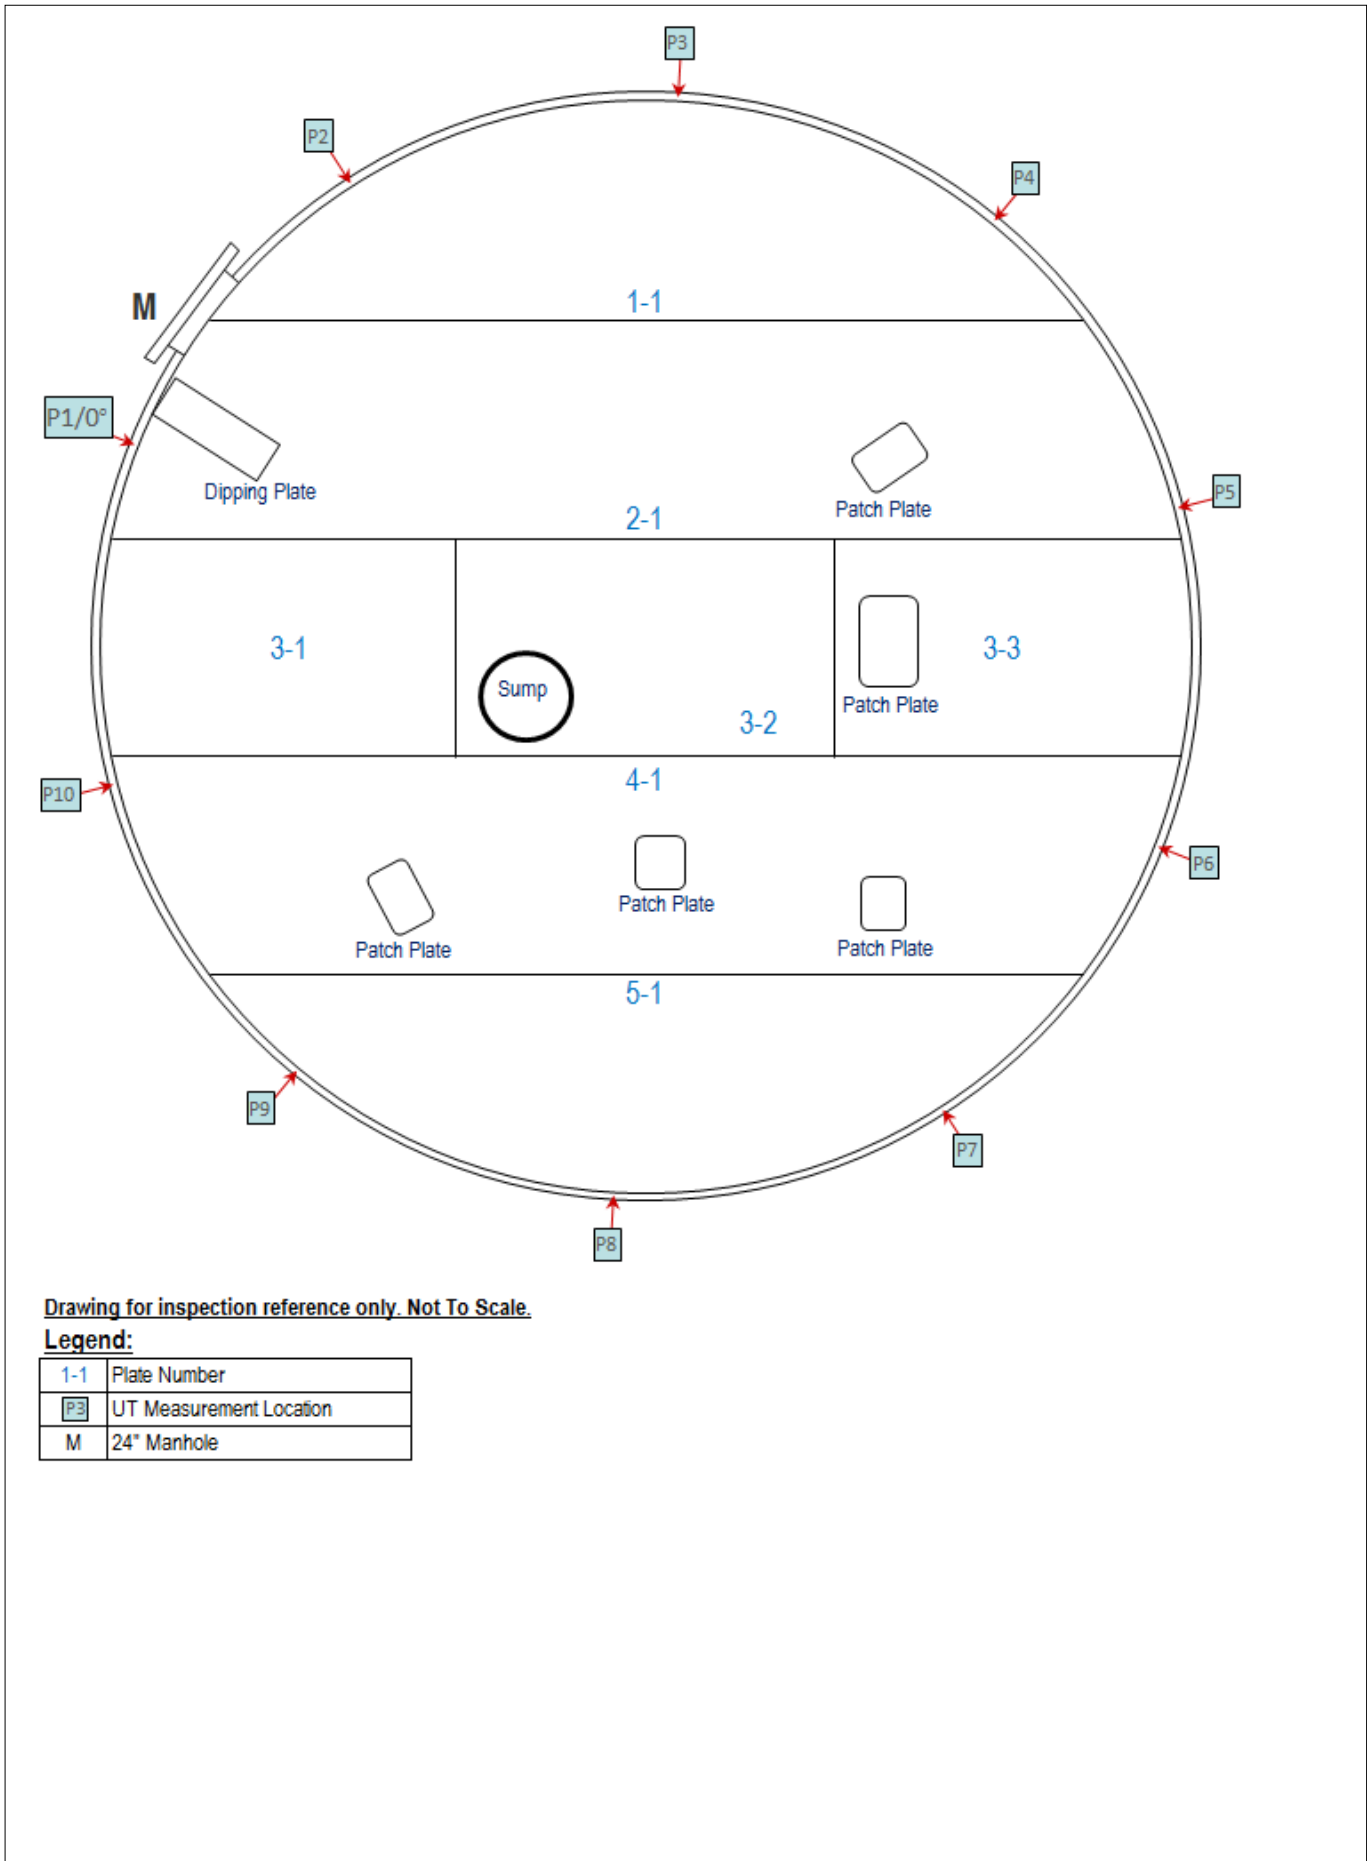 P3
P2
P4
M
1-1
P1/0°
Dipping Plate
Patch Plate
P5
2-1
3-1
3-3
Sump
Patch Plate
3-2
4-1
P10
P6
Patch Plate
Patch Plate
Patch Plate
5-1
P9
P7
P8
Drawing for inspection reference only. Not To Scale.
Legend:
1-1 Plate Number
P3 UT Measurement Location
M 24" Manhole